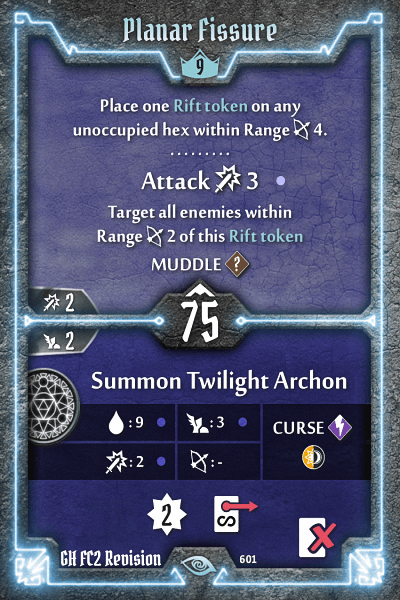 Planar Fissure
9
Place one Rift token on any
unoccupied hex within Range 4.
.........
Attack 3
Target all enemies within
Range 2 of this Rift token
MUDDLE ?
2
75
2
Summon Twilight Archon
: 9 : 3 CURSE
: 2 : -
2 S
GH FC2 Revision 601